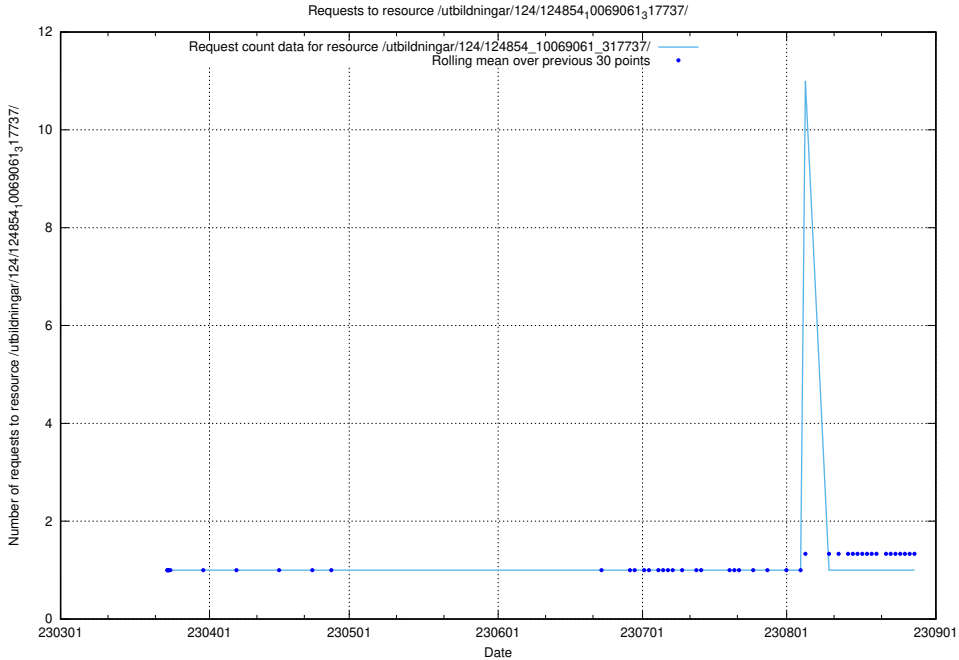 Requests to resource /utbildningar/124/124854₁0069061₃17737/
Request count data for resource /utbildningar/124/124854_10069061_317737/
Rolling mean over previous 30 points
Number of requests to resource /utbildningar/124/124854₁0069061₃17737/
12
10
8
6
4
2
0
230301 230401 230501 230601 230701 230801 230901
Date